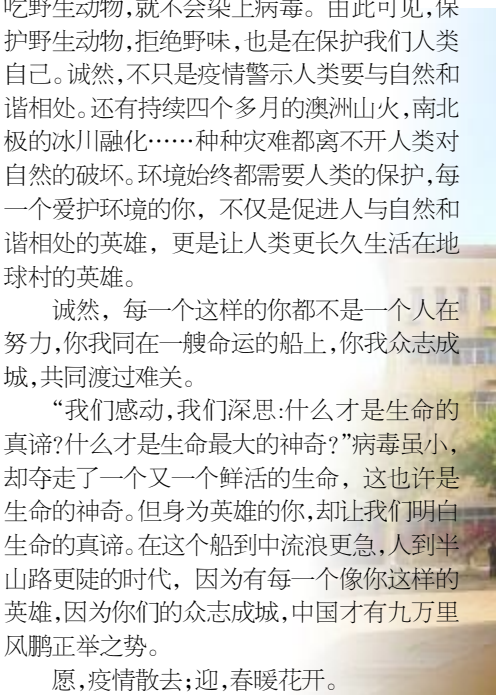 吃野生动物,就不会染上病毒。由此可见,保
护野生动物,拒绝野味,也是在保护我们人类
自己。诚然,不只是疫情警示人类要与自然和
谐相处。还有持续四个多月的澳洲山火,南北
极的冰川融化……种种灾难都离不开人类对
自然的破坏。环境始终都需要人类的保护,每
一个爱护环境的你，不仅是促进人与自然和
谐相处的英雄，更是让人类更长久生活在地
球村的英雄。
诚然，每一个这样的你都不是一个人在
努力,你我同在一艘命运的船上,你我众志成
城,共同渡过难关。
“我们感动,我们深思:什么才是生命的
真谛?什么才是生命最大的神奇?”病毒虽小,
却夺走了一个又一个鲜活的生命，这也许是
生命的神奇。但身为英雄的你,却让我们明白
生命的真谛。在这个船到中流浪更急,人到半
山路更陡的时代，因为有每一个像你这样的
英雄,因为你们的众志成城,中国才有九万里
风鹏正举之势。
愿,疫情散去;迎,春暖花开。